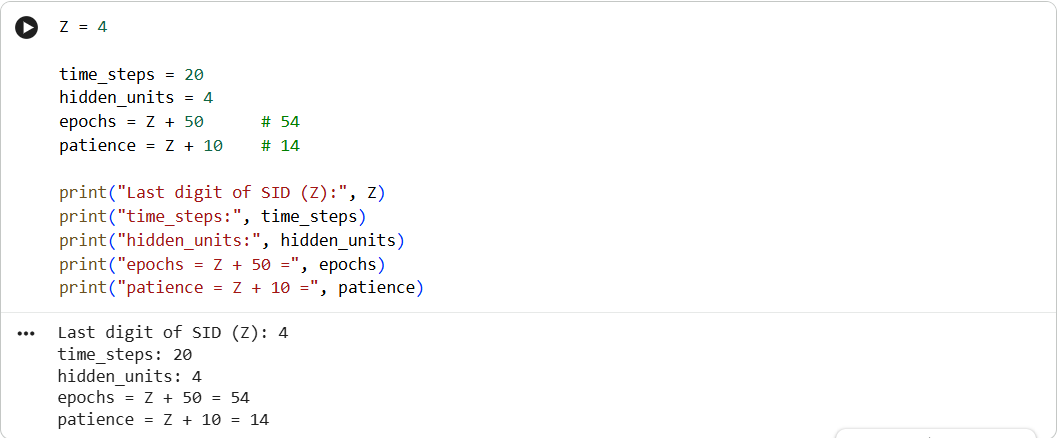 Z = 4
time_steps = 20
hidden_units = 4
epochs = Z + 50      # 54
patience = Z + 10    # 14
print("Last digit of SID (Z):", Z)
print("time_steps:", time_steps)
print("hidden_units:", hidden_units)
print("epochs = Z + 50 =", epochs)
print("patience = Z + 10 =", patience)
Last digit of SID (Z): 4
time_steps: 20
hidden_units: 4
epochs = Z + 50 = 54
patience = Z + 10 = 14